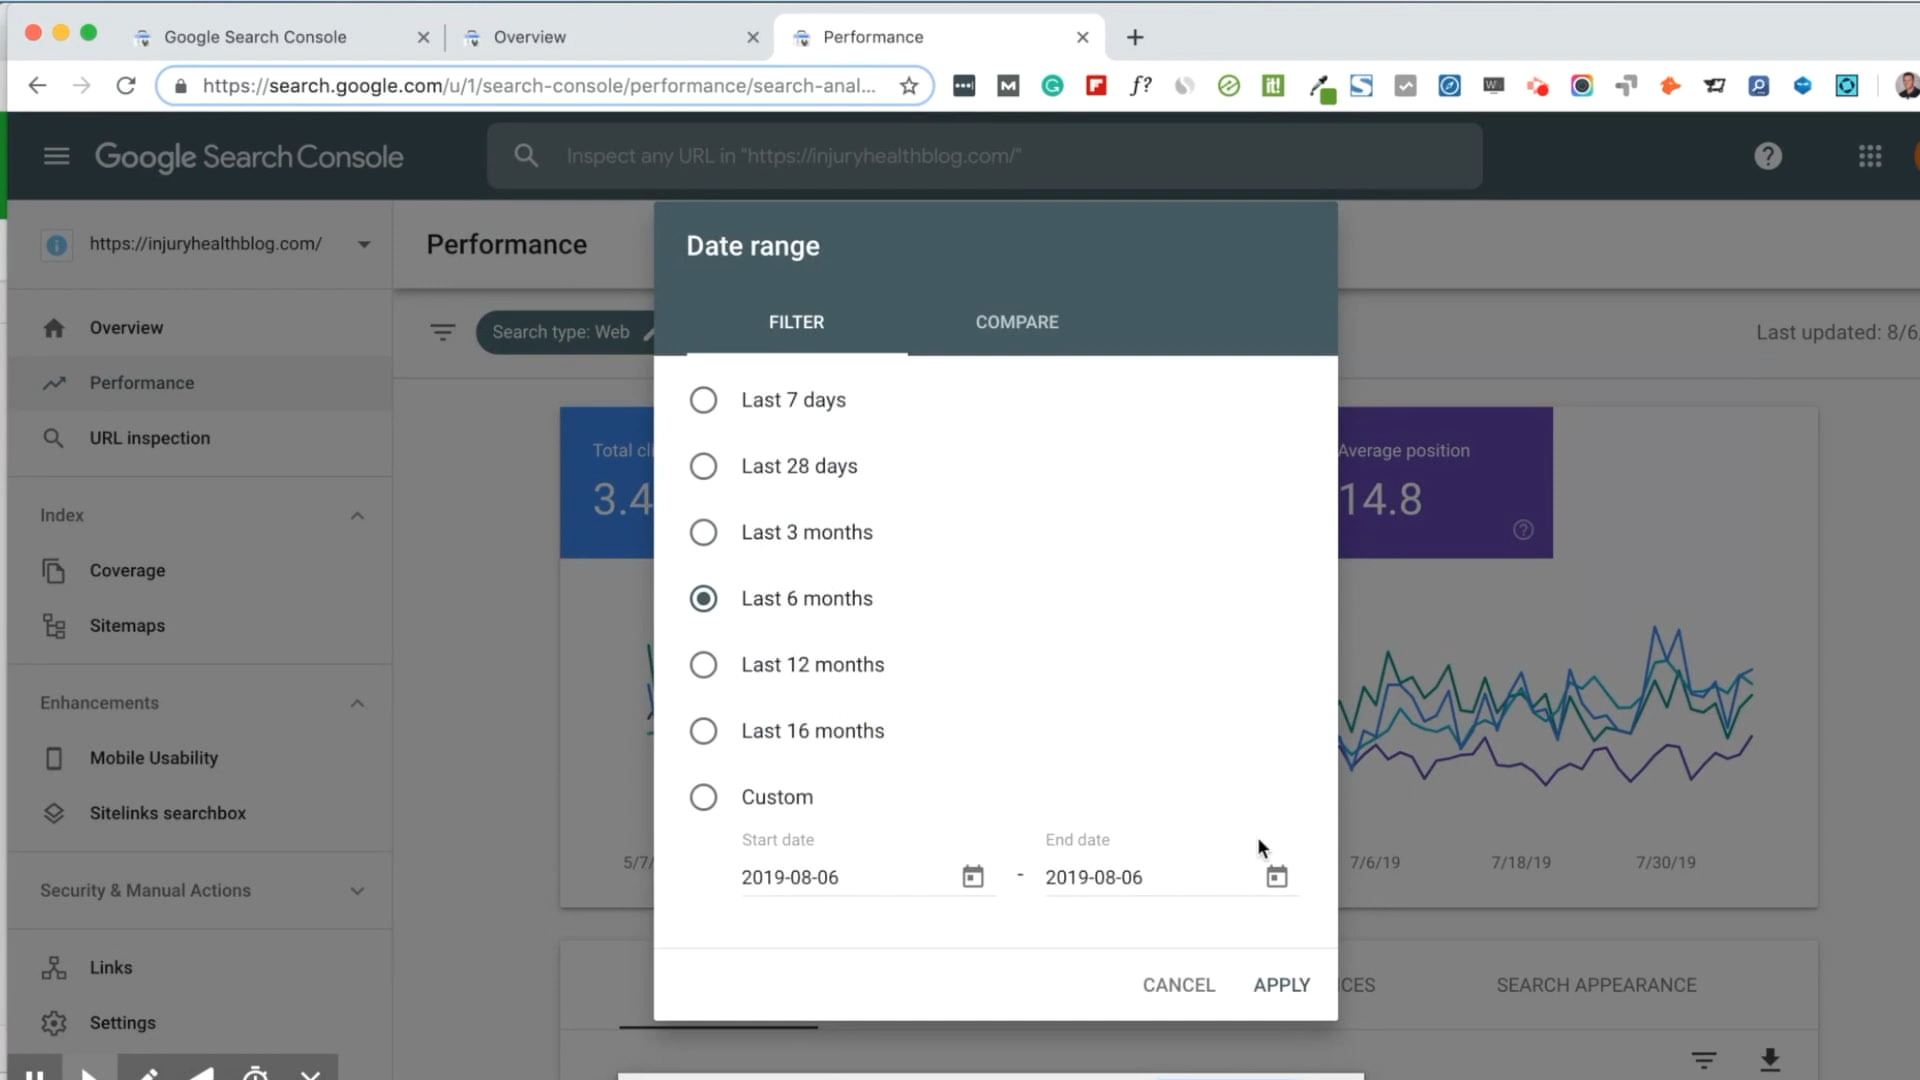 Google Search Console
Overview
Performance
https://search.google.com/u/1/search-console/performance/search-anal...
Google Search Console
Inspect any URL in "https://injuryhealthblog.com/"
https://injuryhealthblog.com/
Performance
Date range
FILTER
COMPARE
Overview
Performance
URL inspection
Search type: Web
Last updated: 8/6/
Last 7 days
Last 28 days
Last 3 months
Last 6 months
Last 12 months
Last 16 months
Custom
Start date
End date
2019-08-06
-
2019-08-06
CANCEL
APPLY
Total cli
3.4
Average position
14.8
Index
Coverage
Sitemaps
Enhancements
Mobile Usability
Sitelinks searchbox
Security & Manual Actions
Links
Settings
5/7/
7/6/19
7/18/19
7/30/19
CES
SEARCH APPEARANCE